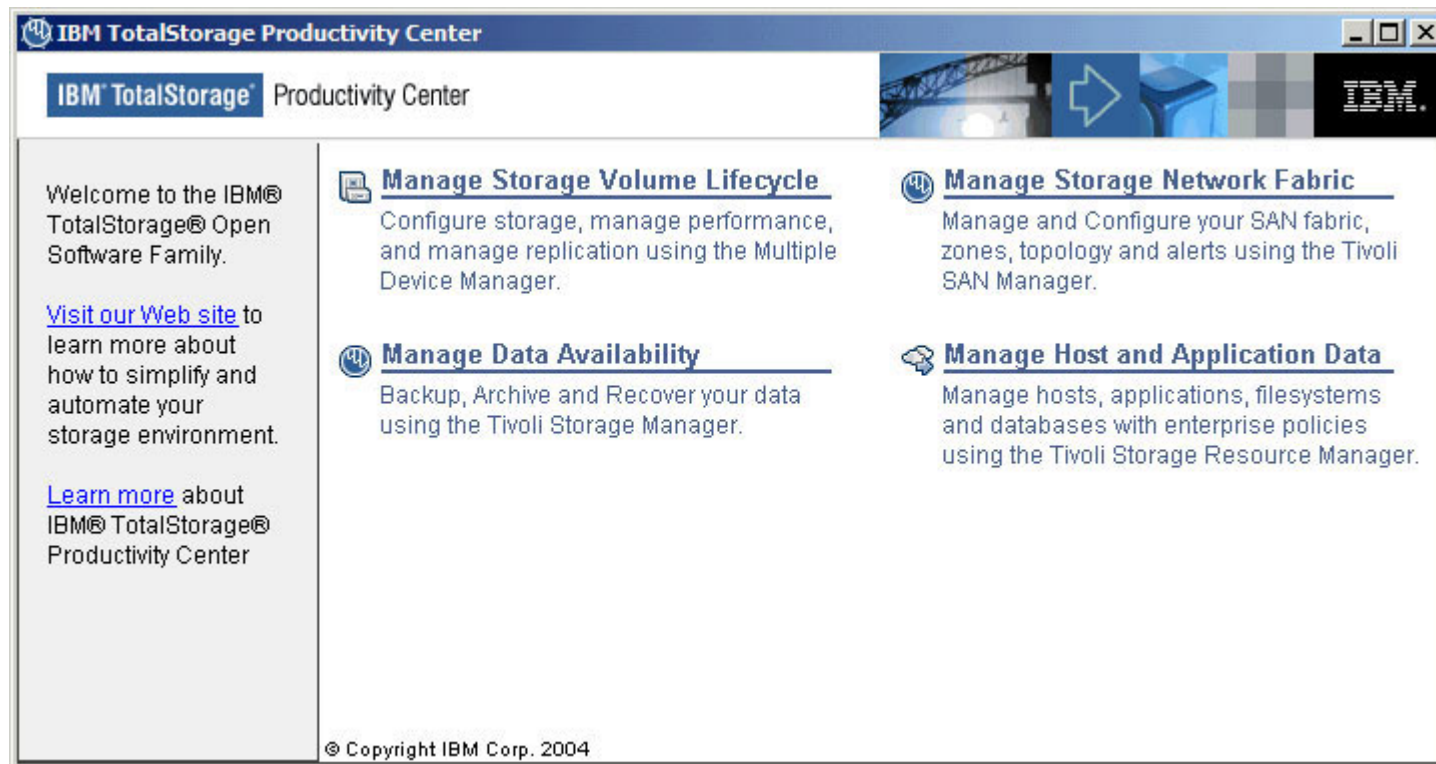 IBM TotalStorage Productivity Center
IBM® TotalStorage® Productivity Center
IBM.
Welcome to the IBM®
TotalStorage® Open
Software Family.
Visit our Web site to
learn more about
how to simplify and
automate your
storage environment.
Learn more about
IBM® TotalStorage®
Productivity Center
Manage Storage Volume Lifecycle
Configure storage, manage performance,
and manage replication using the Multiple
Device Manager.
Manage Storage Network Fabric
Manage and Configure your SAN fabric,
zones, topology and alerts using the Tivoli
SAN Manager.
Manage Data Availability
Backup, Archive and Recover your data
using the Tivoli Storage Manager.
Manage Host and Application Data
Manage hosts, applications, filesystems
and databases with enterprise policies
using the Tivoli Storage Resource Manager.
© Copyright IBM Corp. 2004